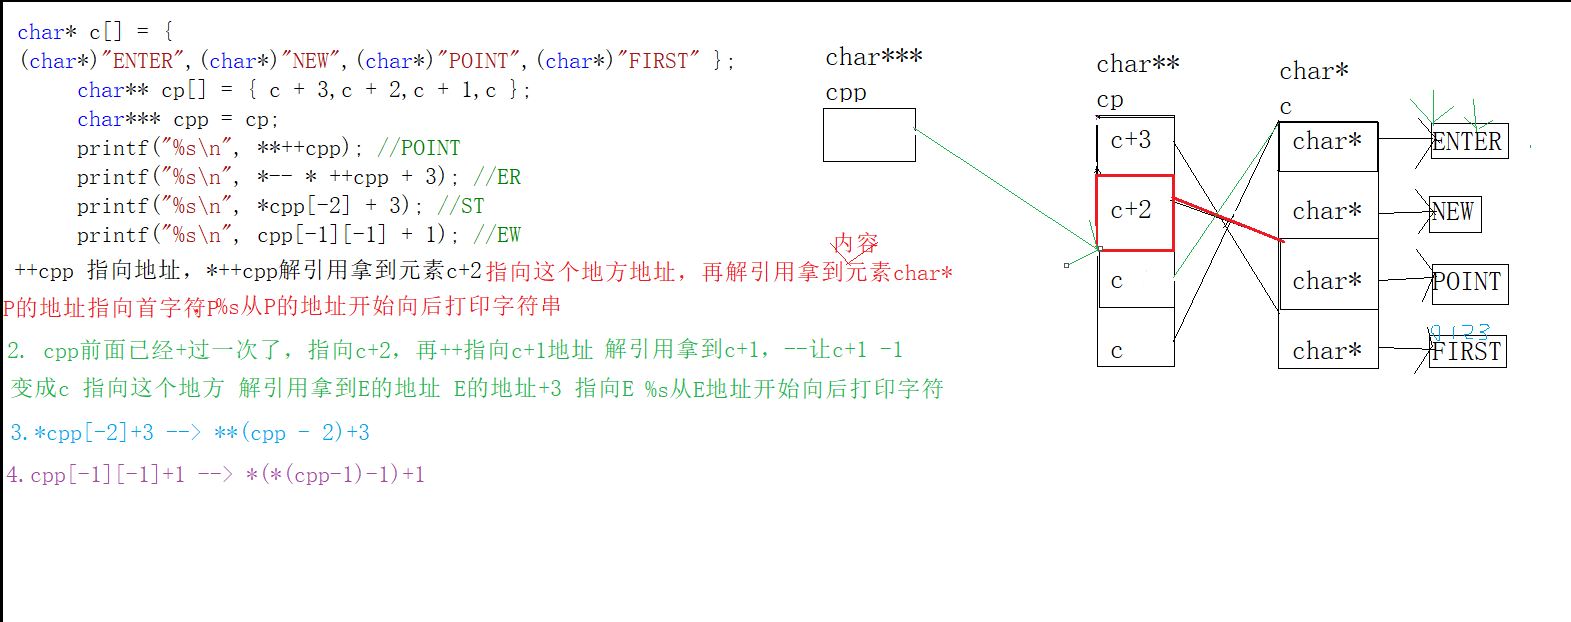 char* c[] = {
(char*)"ENTER",(char*)"NEW",(char*)"POINT",(char*)"FIRST" };
char** cp[] = { c + 3,c + 2,c + 1,c };
char*** cpp = cp;
printf("%s\n", **++cpp); //POINT
printf("%s\n", *-- * ++cpp + 3); //ER
printf("%s\n", *cpp[-2] + 3); //ST
printf("%s\n", cpp[-1][-1] + 1); //EW
++cpp 指向地址，*++cpp解引用拿到元素c+2指向这个地方地址，再解引用拿到元素char*
内容
P的地址指向首字符P%s从P的地址开始向后打印字符串
2. cpp前面已经+过一次了，指向c+2，再++指向c+1地址 解引用拿到c+1，--让c+1 -1
变成c 指向这个地方 解引用拿到E的地址 E的地址+3 指向E %s从E地址开始向后打印字符
3.*cpp[-2]+3 --> **(cpp - 2)+3
4.cpp[-1][-1]+1 --> *(*(cpp-1)-1)+1
char***
cpp
char**
cp
c+3
c+2
c
c
char*
c
char*
char*
char*
char*
ENTER
NEW
POINT
0123
FIRST